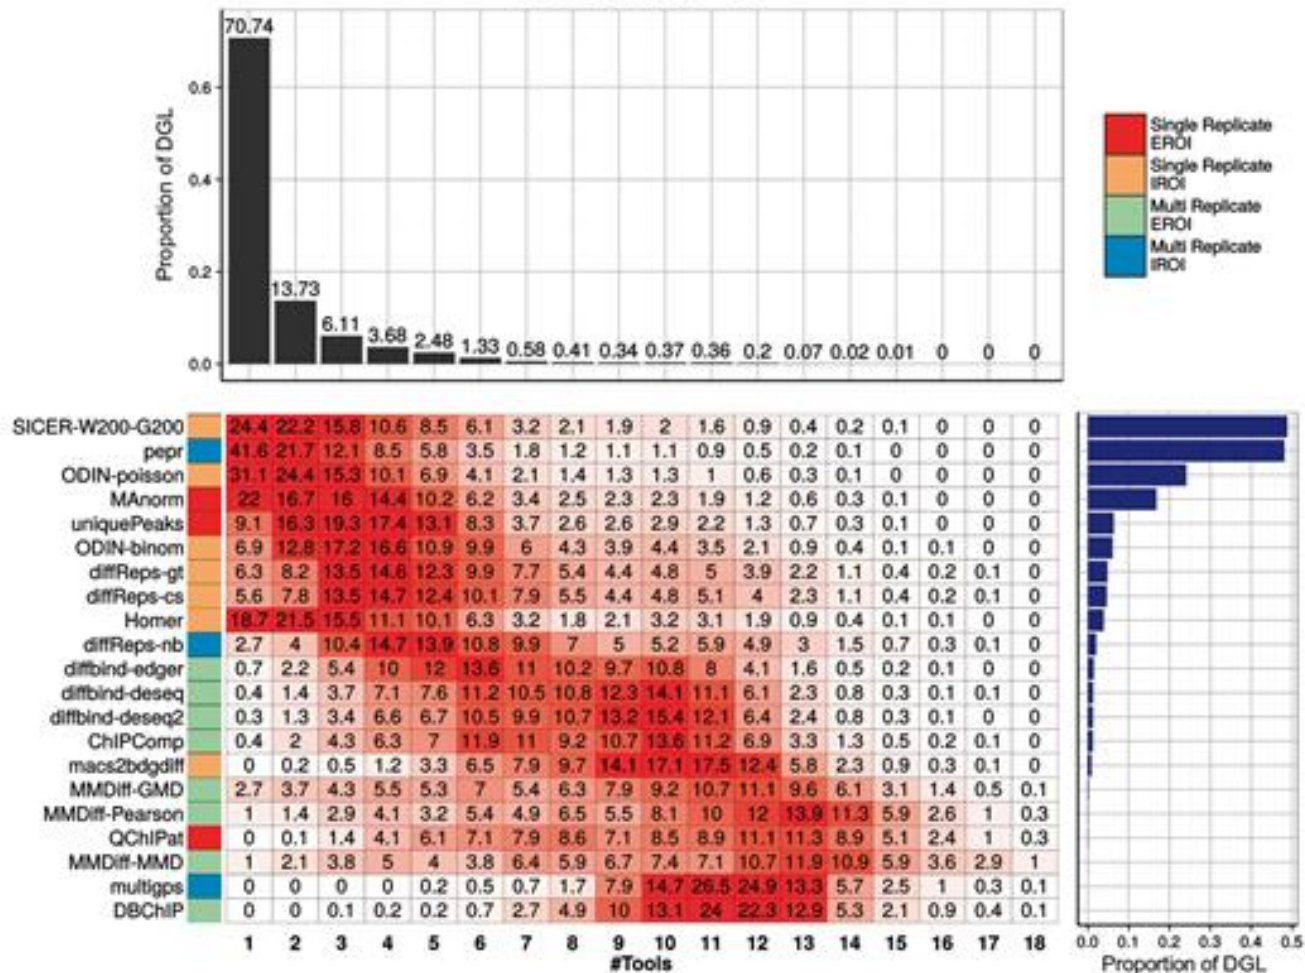 70.74
13.73
6.11
3.68
2.48
1.33
0.58
0.41
0.34
0.37
0.36
0.2
0.07
0.02
0.01
0
0
0
0.6
0.4
0.2
0.0
Proportion of DGL
Single Replicate
EROI
Single Replicate
IROI
Multi Replicate
EROI
Multi Replicate
IROI
SICER-W200-G200 24.4 22.2 15.8 10.6 8.5 6.1 3.2 2.1 1.9 2 1.6 0.9 0.4 0.2 0.1 0 0 0
pepr 41.6 21.7 12.1 8.5 5.8 3.5 1.8 1.2 1.1 1.1 0.9 0.5 0.2 0.1 0 0 0 0
ODIN-poisson 31.1 24.4 15.3 10.1 6.9 4.1 2.1 1.4 1.3 1.3 1 0.6 0.3 0.1 0 0 0 0
MAnorm 22 16.7 16 14.4 10.2 6.2 3.4 2.5 2.3 2.3 1.9 1.2 0.6 0.3 0.1 0 0 0
uniquePeaks 9.1 16.3 19.3 17.4 13.1 8.3 3.7 2.6 2.6 2.9 2.2 1.3 0.7 0.3 0.1 0 0 0
ODIN-binom 6.9 12.8 17.2 16.6 10.9 9.9 6 4.3 3.9 4.4 3.5 2.1 0.9 0.4 0.1 0.1 0 0
diffReps-gt 6.3 8.2 13.5 14.6 12.3 9.9 7.7 5.4 4.4 4.8 5 3.9 2.2 1.1 0.4 0.2 0.1 0
diffReps-cs 5.6 7.8 13.5 14.7 12.4 10.1 7.9 5.5 4.4 4.8 5.1 4 2.3 1.1 0.4 0.2 0.1 0
Homer 18.7 21.5 15.5 11.1 10.1 6.3 3.2 1.8 2.1 3.2 3.1 1.9 0.9 0.4 0.1 0.1 0 0
diffReps-nb 2.7 4 10.4 14.7 13.9 10.8 9.9 7 5 5.2 5.9 4.9 3 1.5 0.7 0.3 0.1 0
diffbind-edger 0.7 2.2 5.4 10 12 13.6 11 10.2 9.7 10.8 8 4.1 1.6 0.5 0.2 0.1 0 0
diffbind-deseq 0.4 1.4 3.7 7.1 7.6 11.2 10.5 10.8 12.3 14.1 11.1 6.1 2.3 0.8 0.3 0.1 0.1 0
diffbind-deseq2 0.3 1.3 3.4 6.6 6.7 10.5 9.9 10.7 13.2 15.4 12.1 6.4 2.4 0.8 0.3 0.1 0 0
ChIPComp 0.4 2 4.3 6.3 7 11.9 11 9.2 10.7 13.6 11.2 6.9 3.3 1.3 0.5 0.2 0.1 0
macs2bdgdiff 0 0.2 0.5 1.2 3.3 6.5 7.9 9.7 14.1 17.1 17.5 12.4 5.8 2.3 0.9 0.3 0.1 0
MMDiff-GMD 2.7 3.7 4.3 5.5 5.3 7 5.4 6.3 7.9 9.2 10.7 11.1 9.6 6.1 3.1 1.4 0.5 0.1
MMDiff-Pearson 1 1.4 2.9 4.1 3.2 5.4 4.9 6.5 5.5 8.1 10 12 13.9 11.3 5.9 2.6 1 0.3
QChIPat 0 0.1 1.4 4.1 6.1 7.1 7.9 8.6 7.1 8.5 8.9 11.1 11.3 8.9 5.1 2.4 1 0.3
MMDiff-MMD 1 2.1 3.8 5 4 3.8 6.4 5.9 6.7 7.4 7.1 10.7 11.9 10.9 5.9 3.6 2.9 1
multigps 0 0 0 0 0.2 0.5 0.7 1.7 7.9 14.7 26.5 24.9 13.3 5.7 2.5 1 0.3 0.1
DBChIP 0 0 0.1 0.2 0.2 0.7 2.7 4.9 10 13.1 24 22.3 12.9 5.3 2.1 0.9 0.4 0.1
1 2 3 4 5 6 7 8 9 10 11 12 13 14 15 16 17 18
#Tools
0.0 0.1 0.2 0.3 0.4 0.5
Proportion of DGL